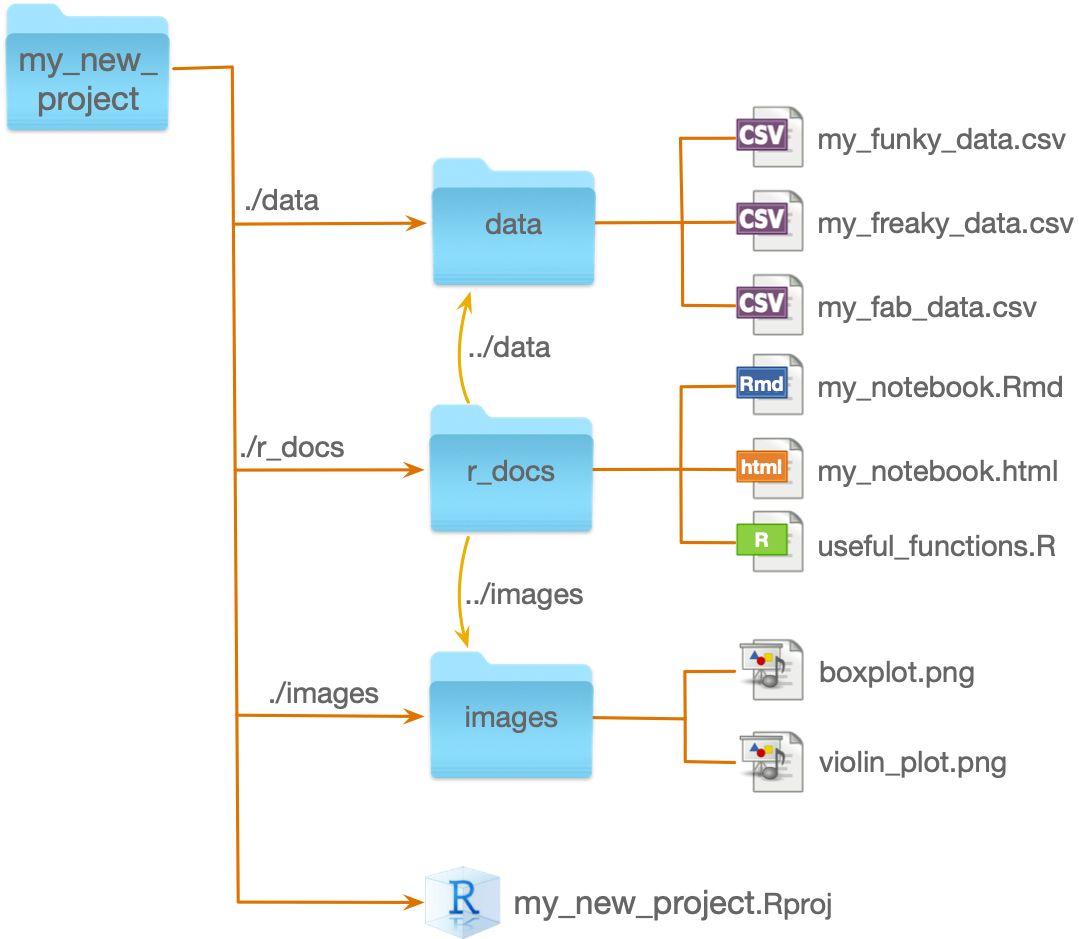 my_new_
project
./data
data
CSV
my_funky_data.csv
CSV
my_freaky_data.csv
CSV
my_fab_data.csv
../data
./r_docs
r_docs
Rmd
my_notebook.Rmd
html
my_notebook.html
R
useful_functions.R
../images
./images
images
boxplot.png
violin_plot.png
R
my_new_project.Rproj